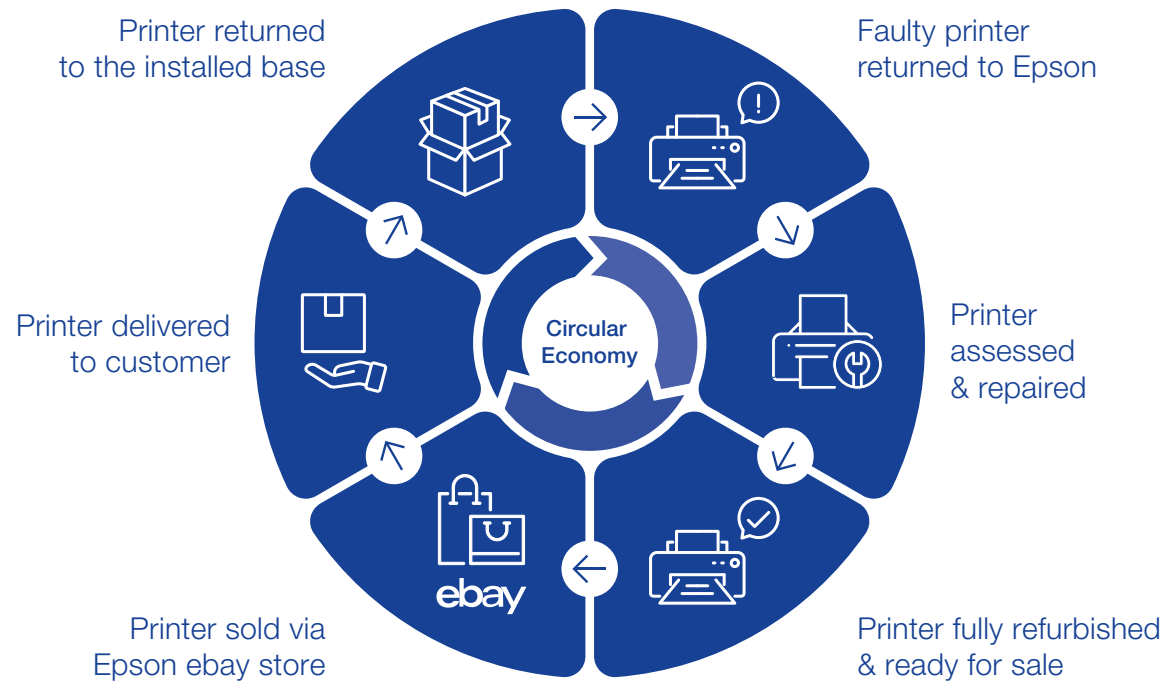 Printer returned
to the installed base
Faulty printer
returned to Epson
Printer
assessed
& repaired
Printer fully refurbished
& ready for sale
Printer sold via
Epson ebay store
ebay
Printer delivered
to customer
Circular
Economy